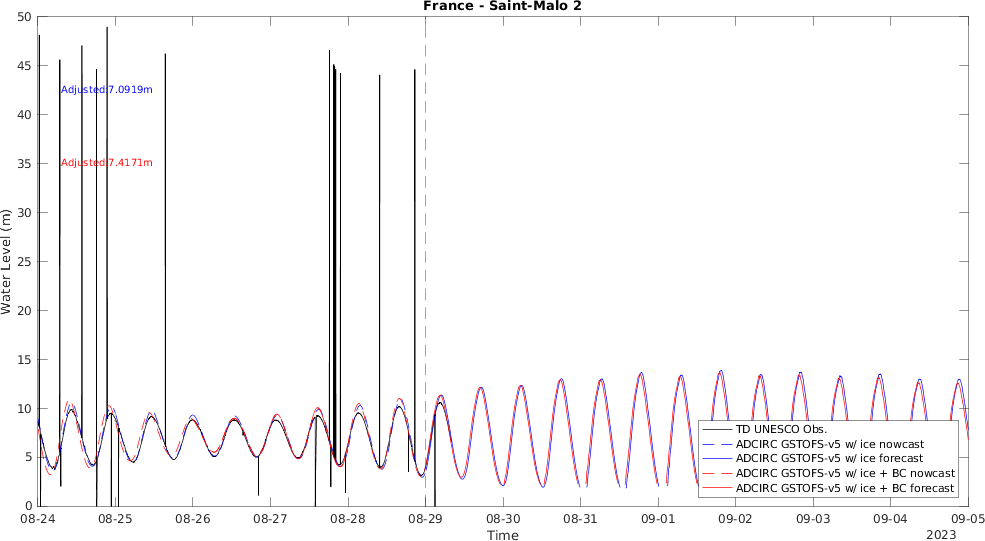 France - Saint-Malo 2
50
45
40
35
30
25
20
15
10
5
0
Water Level (m)
Adjusted:7.0919m
Adjusted:7.4171m
TD UNESCO Obs.
ADCIRC GSTOFS-v5 w/ ice nowcast
ADCIRC GSTOFS-v5 w/ ice forecast
ADCIRC GSTOFS-v5 w/ ice + BC nowcast
ADCIRC GSTOFS-v5 w/ ice + BC forecast
08-24 08-25 08-26 08-27 08-28 08-29 08-30 08-31 09-01 09-02 09-03 09-04 09-05
Time
2023